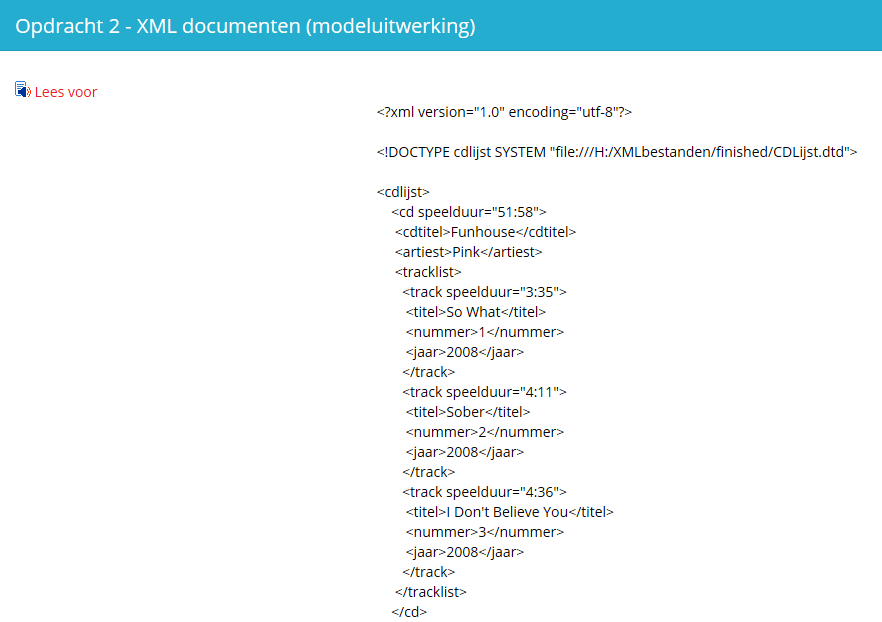 Opdracht 2 - XML documenten (modeluitwerking)
Lees voor
<?xml version="1.0" encoding="utf-8"?>
<!DOCTYPE cdlijst SYSTEM "file:///H:/XMLbestanden/finished/CDLijst.dtd">
<cdlijst>
<cd speelduur="51:58">
<cdtitel>Funhouse</cdtitel>
<artiest>Pink</artiest>
<tracklist>
<track speelduur="3:35">
<titel>So What</titel>
<nummer>1</nummer>
<jaar>2008</jaar>
</track>
<track speelduur="4:11">
<titel>Sober</titel>
<nummer>2</nummer>
<jaar>2008</jaar>
</track>
<track speelduur="4:36">
<titel>I Don't Believe You</titel>
<nummer>3</nummer>
<jaar>2008</jaar>
</track>
</tracklist>
</cd>